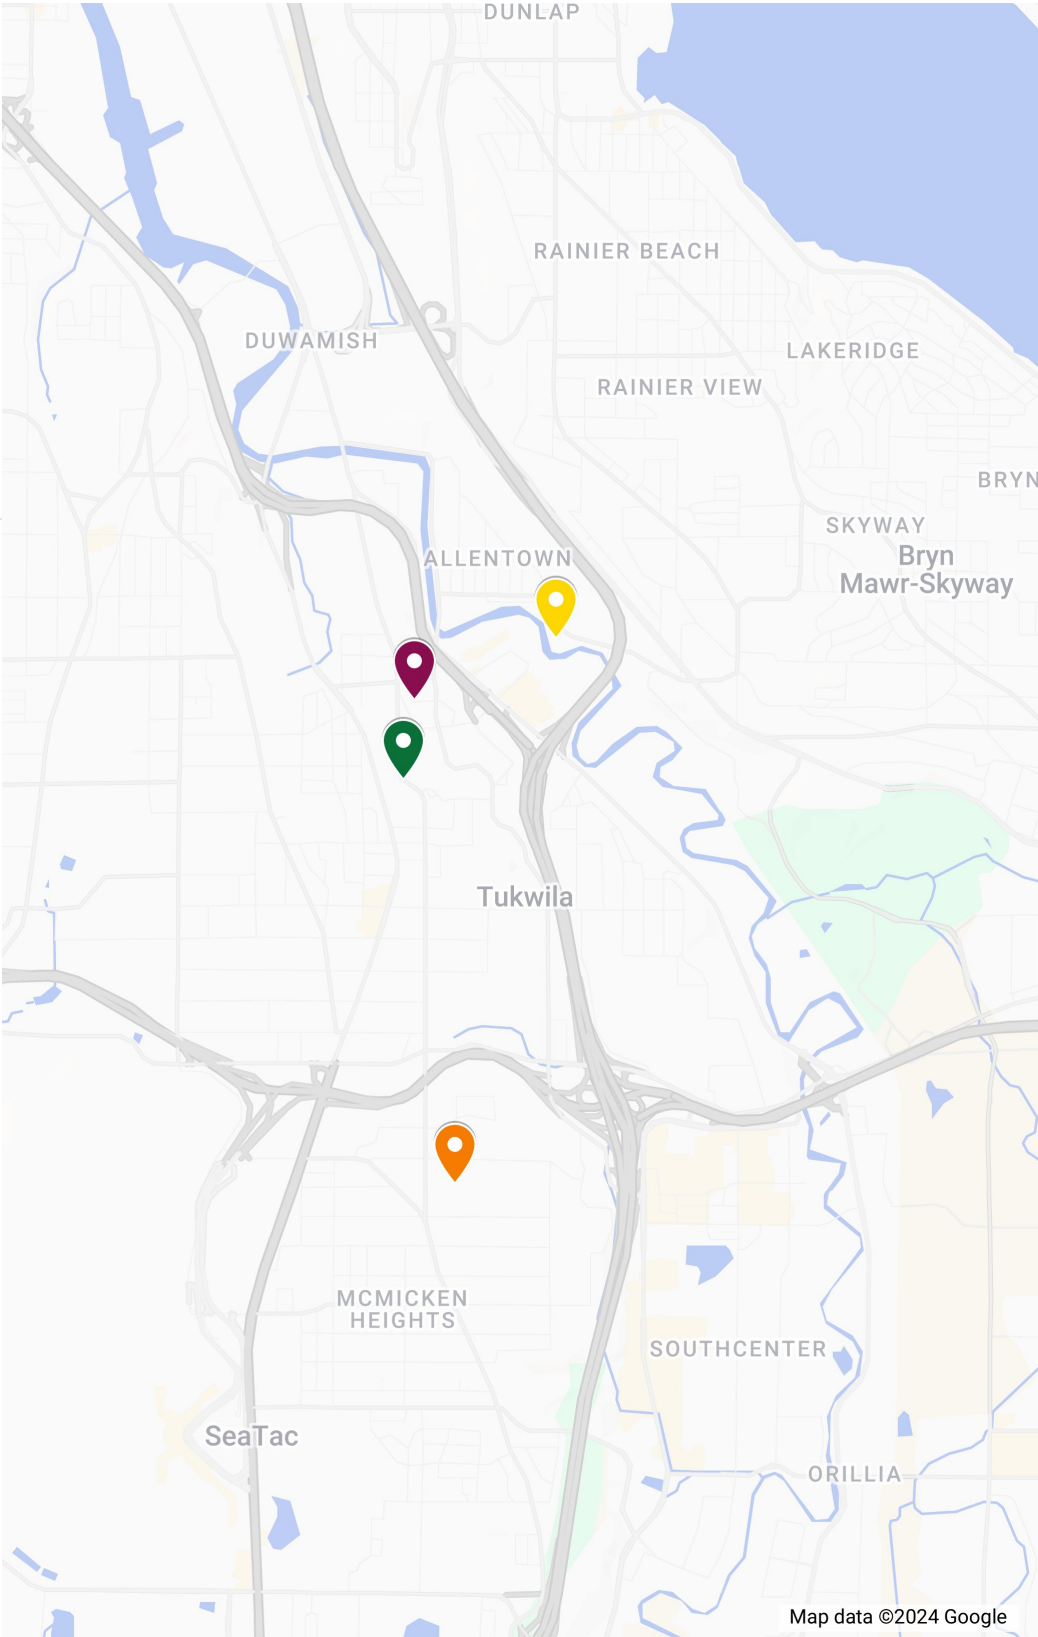 DUNLAP
RAINIER BEACH
DUWAMISH
LAKERIDGE
RAINIER VIEW
BRYN
SKYWAY
Bryn
Mawr-Skyway
ALLENTOWN
Tukwila
MCMICKEN
HEIGHTS
SOUTHCENTER
SeaTac
ORILLIA
Map data ©2024 Google